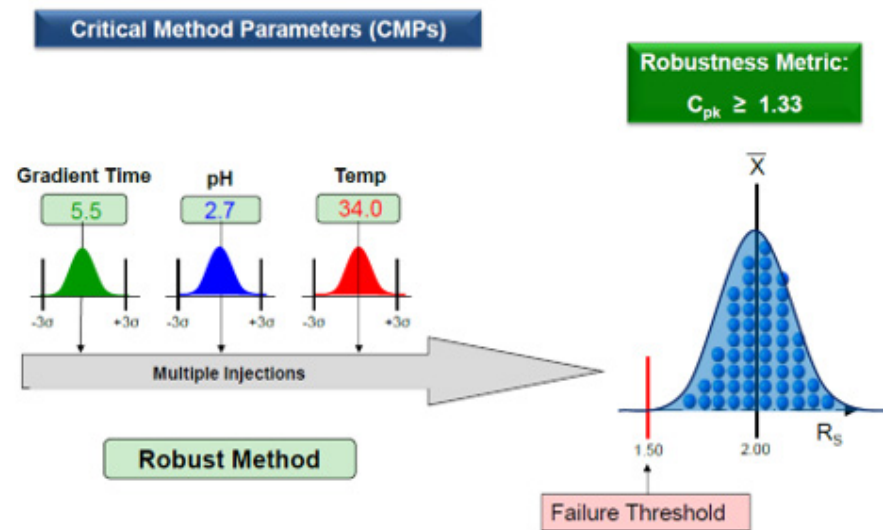 Critical Method Parameters (CMPs)
Robustness Metric:
Cpk ≥ 1.33
Gradient Time
pH
Temp
5.5
2.7
34.0
-3σ
+3σ
-3σ
+3σ
-3σ
+3σ
Multiple Injections
Robust Method
X̅
RS
1.50
2.00
Failure Threshold